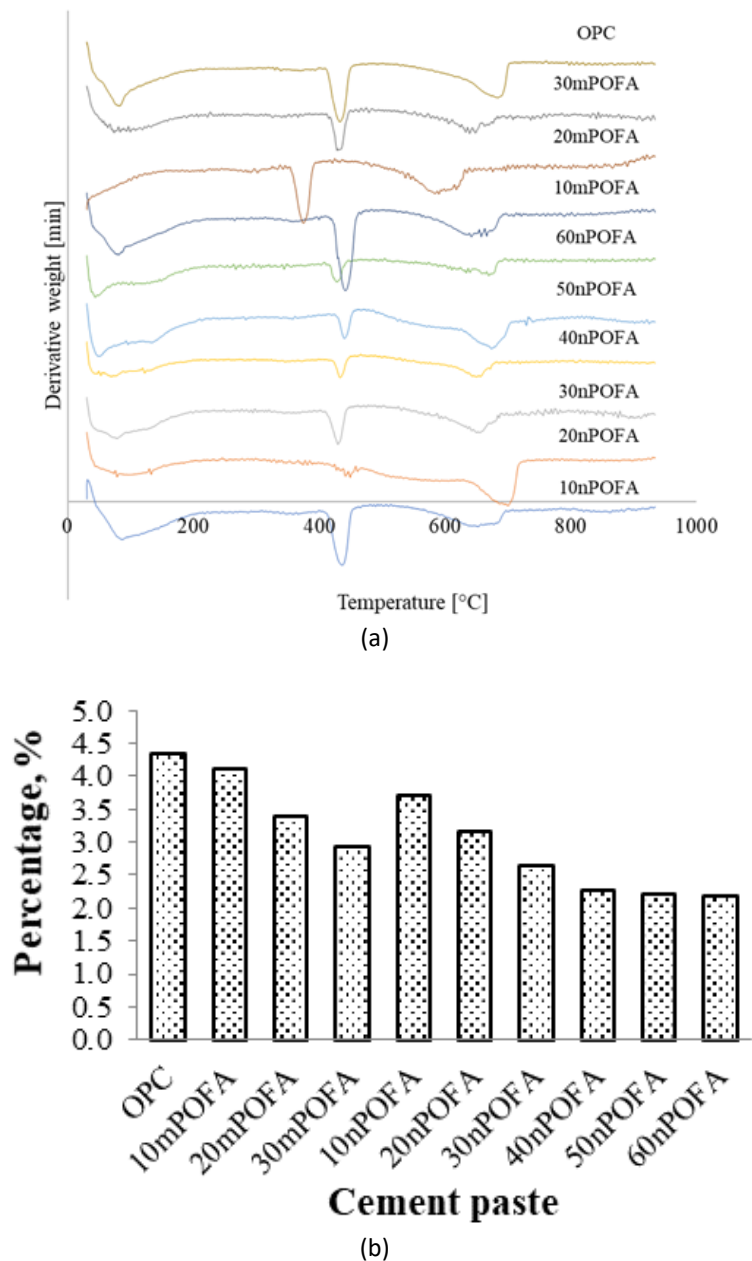 OPC
30mPOFA
20mPOFA
10mPOFA
60nPOFA
50nPOFA
40nPOFA
30nPOFA
20nPOFA
10nPOFA
Derivative weight [min]
0 200 400 600 800 1000
Temperature [°C]
(a)
5.0
4.5
4.0
3.5
3.0
2.5
2.0
1.5
1.0
0.5
0.0
Percentage, %
OPC
10mPOFA
20mPOFA
30mPOFA
10nPOFA
20nPOFA
30nPOFA
40nPOFA
50nPOFA
60nPOFA
Cement paste
(b)